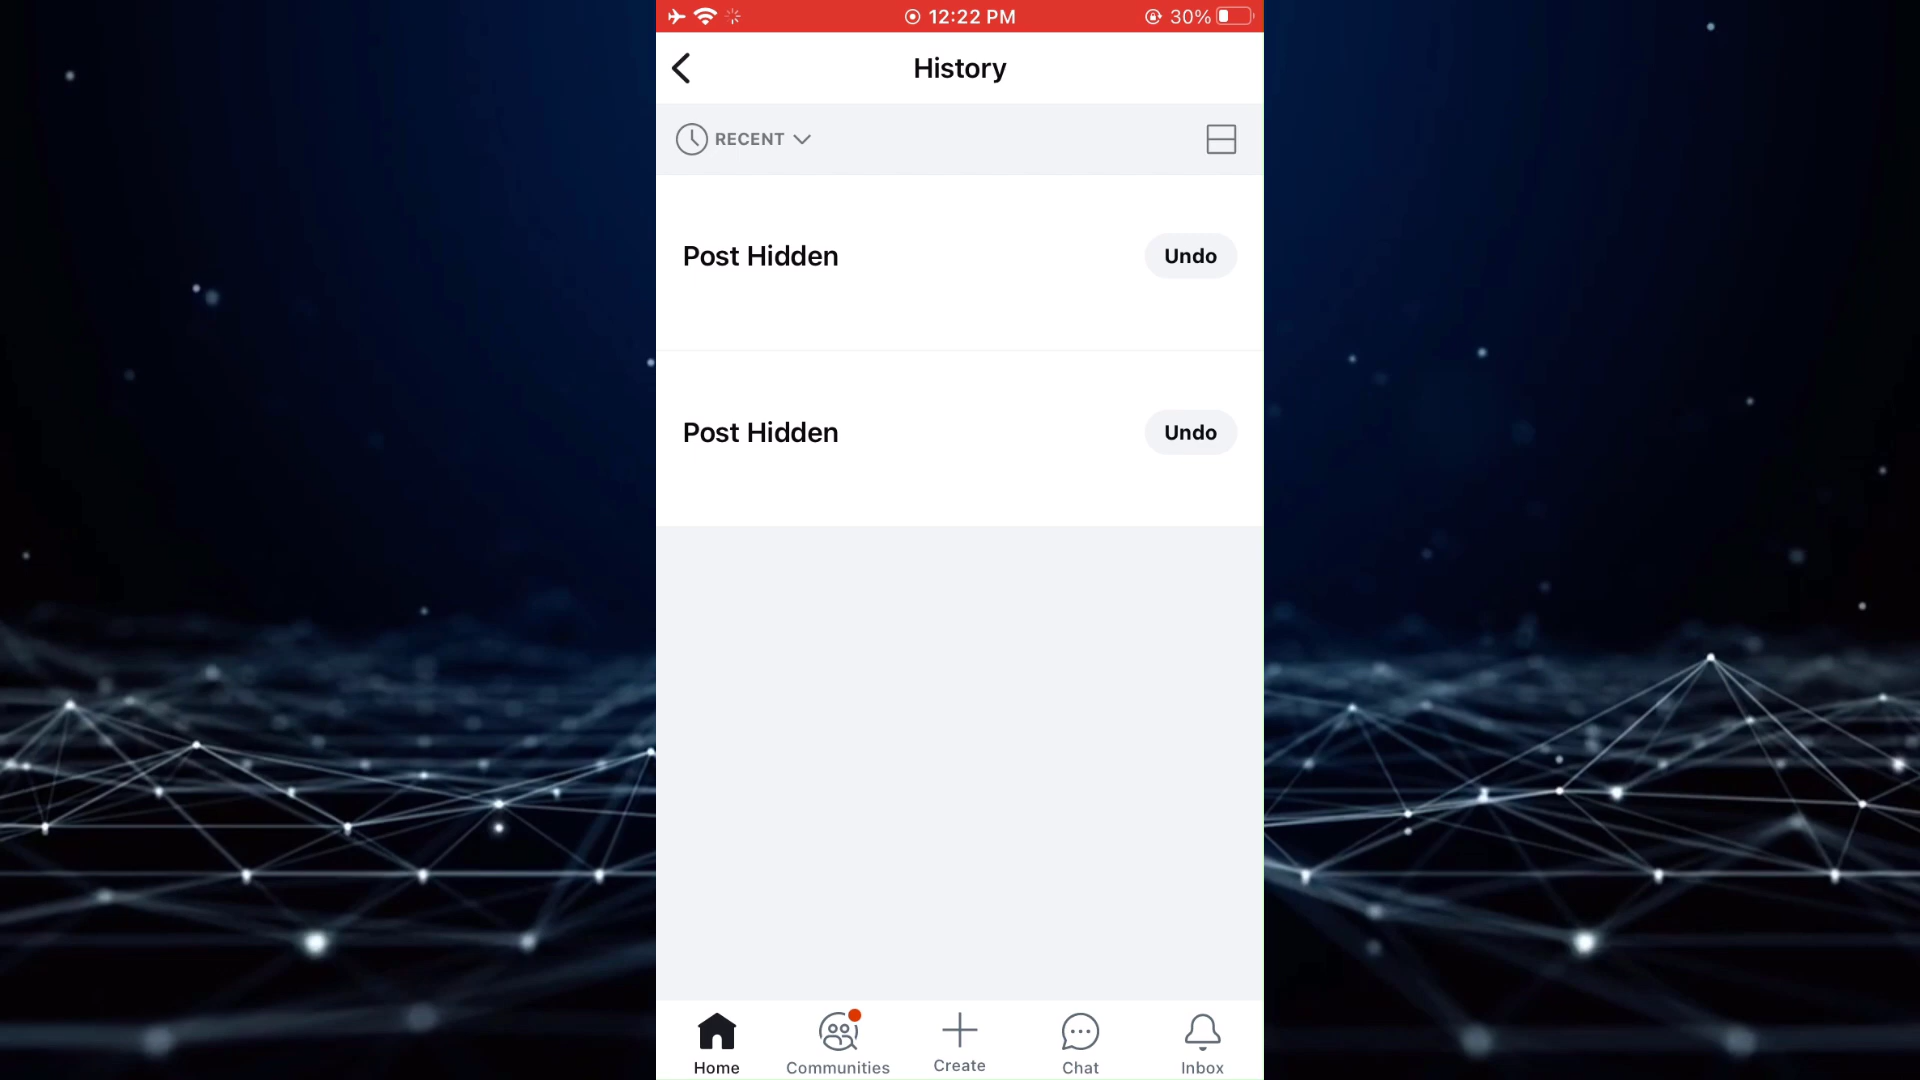 12:22 PM 30%
History
RECENT
Post Hidden Undo
Post Hidden Undo
Home Communities Create Chat Inbox